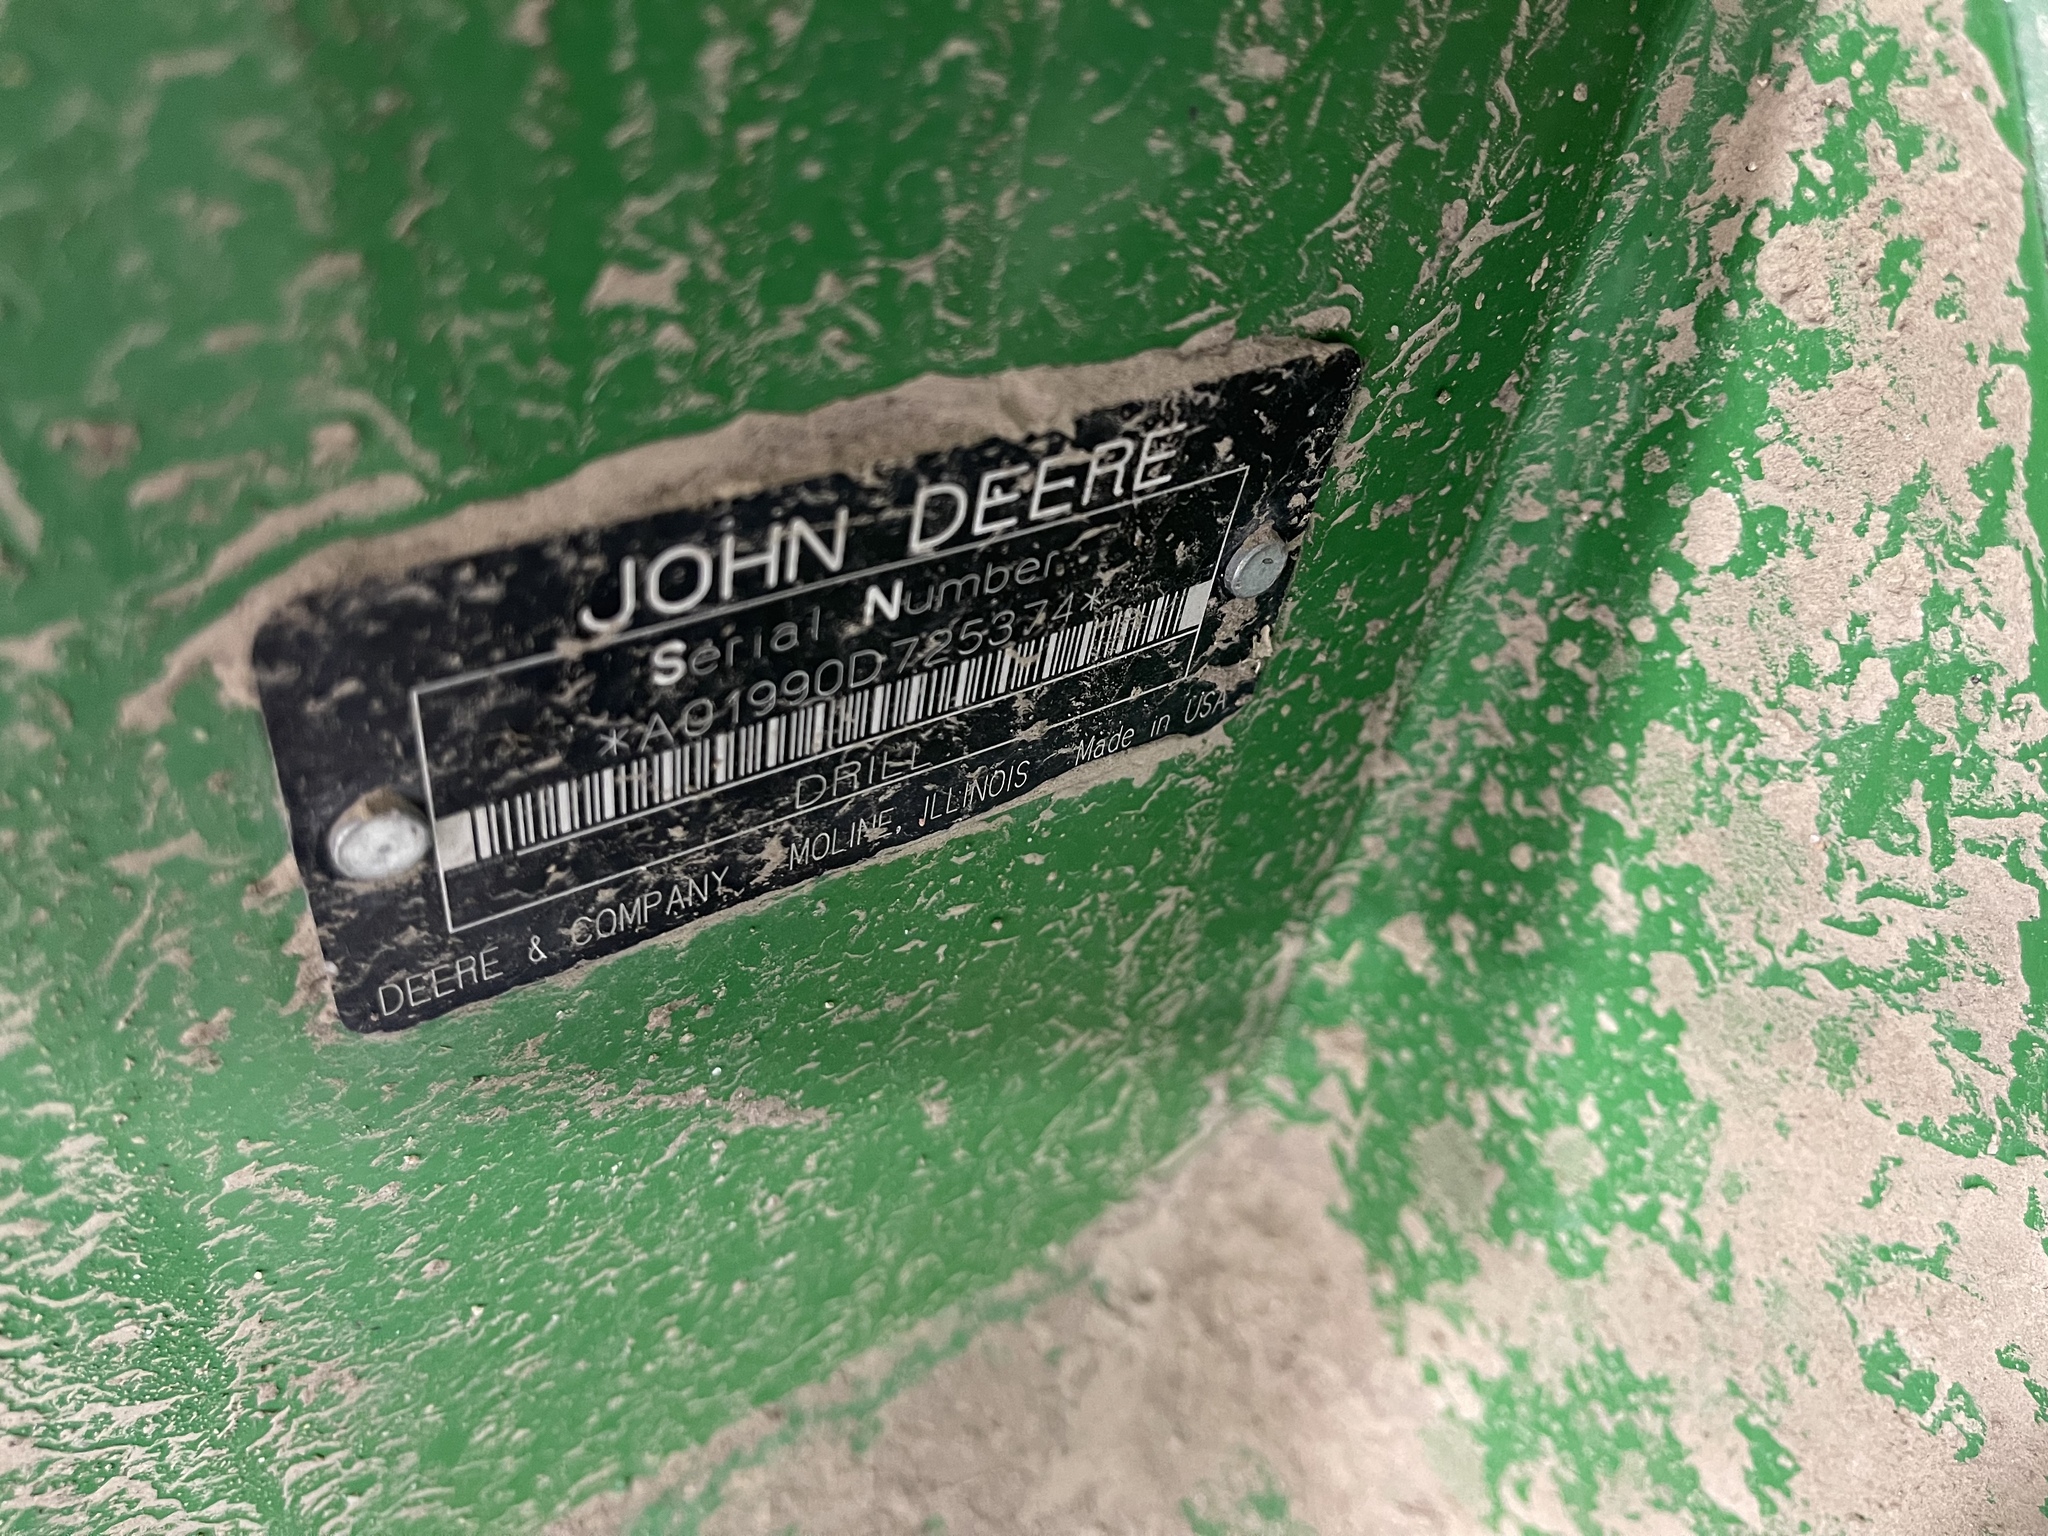 JOHN DEERE
Serial Number
*A01990D725374*
DRILL
DEERE & COMPANY MOLINE, ILLINOIS Made in USA